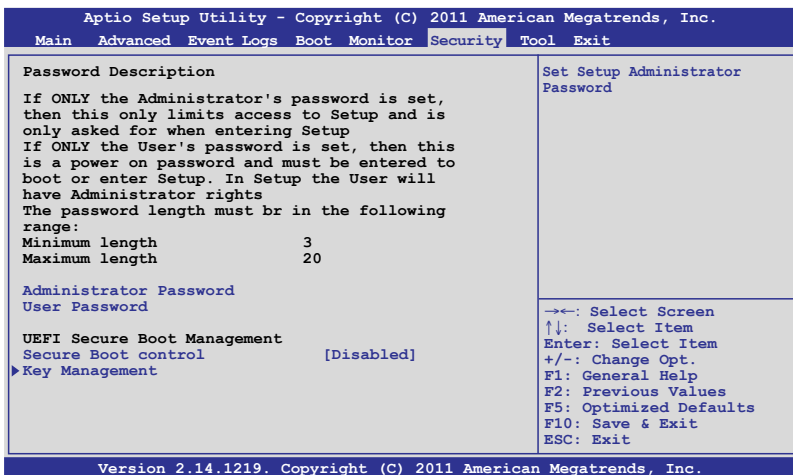 Aptio Setup Utility - Copyright (C) 2011 American Megatrends, Inc.
Main Advanced Event Logs Boot Monitor Security Tool Exit
Password Description
If ONLY the Administrator's password is set,
then this only limits access to Setup and is
only asked for when entering Setup
If ONLY the User's password is set, then this
is a power on password and must be entered to
boot or enter Setup. In Setup the User will
have Administrator rights
The password length must br in the following
range:
Minimum length 3
Maximum length 20
Administrator Password
User Password
UEFI Secure Boot Management
Secure Boot control [Disabled]
Key Management
Set Setup Administrator
Password
→←: Select Screen
↑↓: Select Item
Enter: Select Item
+/-: Change Opt.
F1: General Help
F2: Previous Values
F5: Optimized Defaults
F10: Save & Exit
ESC: Exit
Version 2.14.1219. Copyright (C) 2011 American Megatrends, Inc.